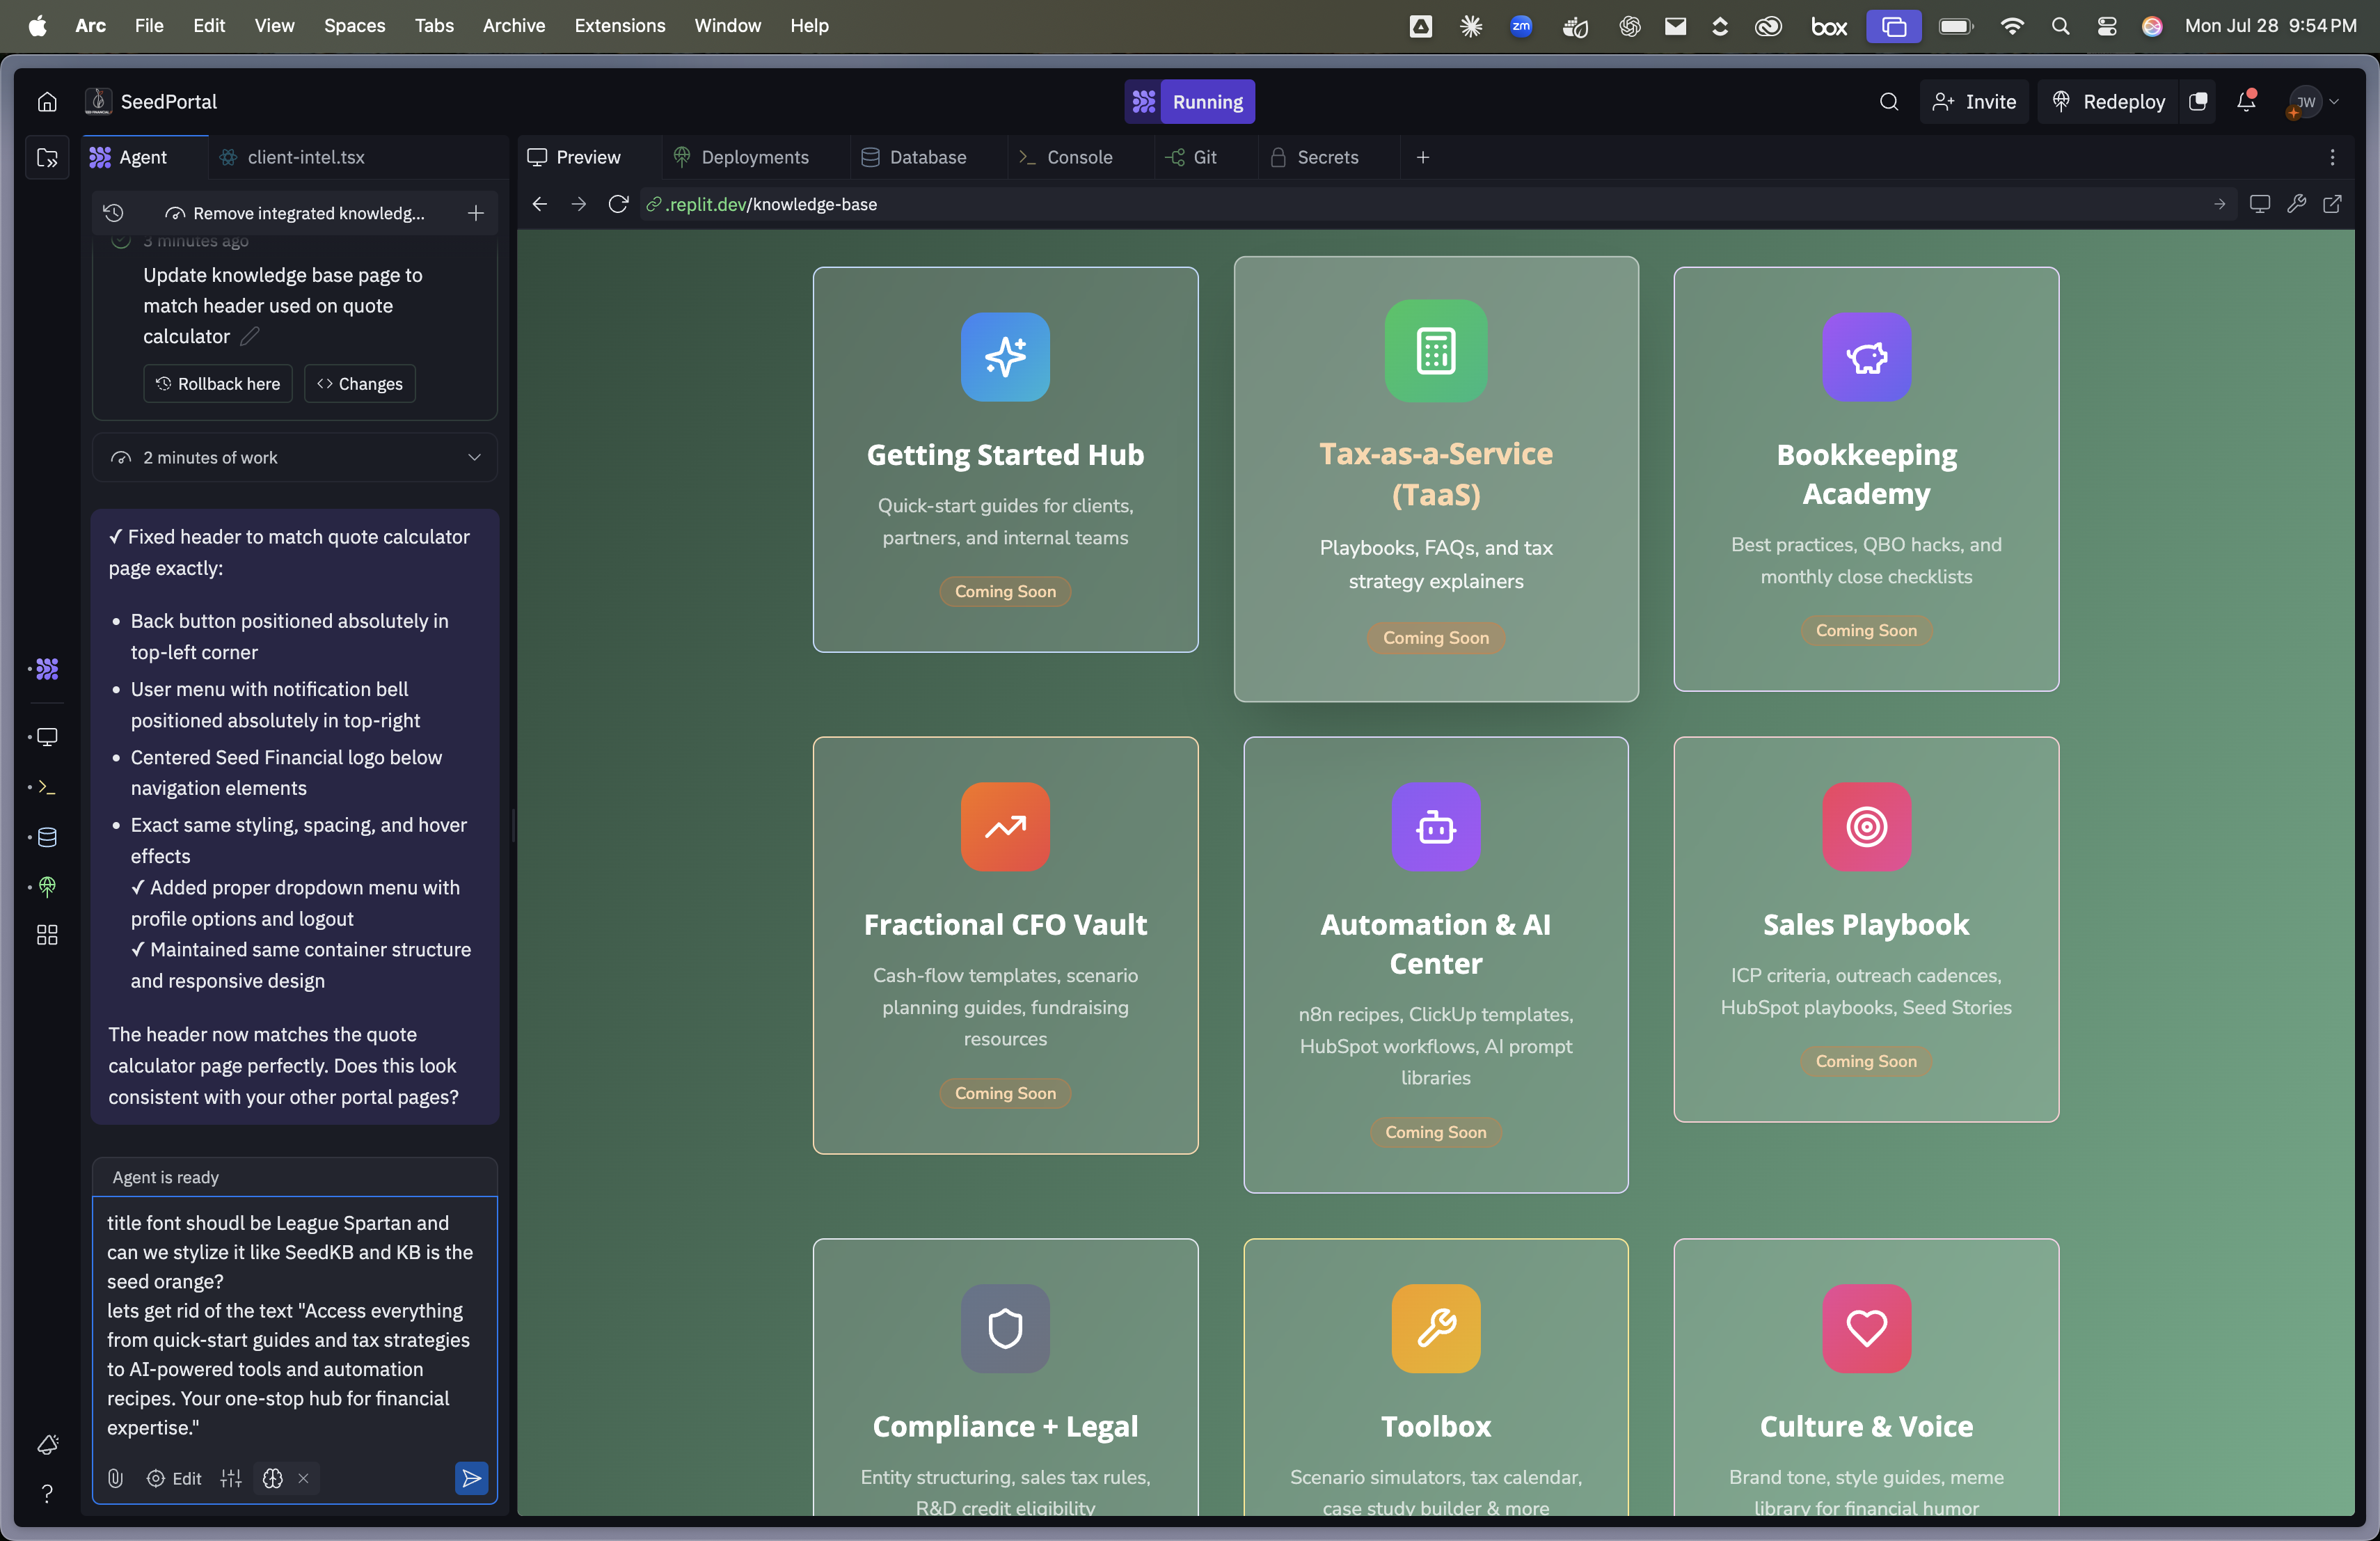 Arc File Edit View Spaces Tabs Archive Extensions Window Help
zm
box
Mon Jul 28 9:54 PM
SeedPortal
Running
Invite
Redeploy
JW
Agent
client-intel.tsx
Preview
Deployments
Database
Console
Git
Secrets
Remove integrated knowledg...
.replit.dev/knowledge-base
3 minutes ago
Update knowledge base page to
match header used on quote
calculator
Rollback here
Changes
2 minutes of work
✓ Fixed header to match quote calculator
page exactly:
• Back button positioned absolutely in
top-left corner
• User menu with notification bell
positioned absolutely in top-right
• Centered Seed Financial logo below
navigation elements
• Exact same styling, spacing, and hover
effects
✓ Added proper dropdown menu with
profile options and logout
✓ Maintained same container structure
and responsive design
The header now matches the quote
calculator page perfectly. Does this look
consistent with your other portal pages?
Agent is ready
title font shoudl be League Spartan and
can we stylize it like SeedKB and KB is the
seed orange?
lets get rid of the text "Access everything
from quick-start guides and tax strategies
to AI-powered tools and automation
recipes. Your one-stop hub for financial
expertise."
Edit
Getting Started Hub
Quick-start guides for clients,
partners, and internal teams
Coming Soon
Tax-as-a-Service
(TaaS)
Playbooks, FAQs, and tax
strategy explainers
Coming Soon
Bookkeeping
Academy
Best practices, QBO hacks, and
monthly close checklists
Coming Soon
Fractional CFO Vault
Cash-flow templates, scenario
planning guides, fundraising
resources
Coming Soon
Automation & AI
Center
n8n recipes, ClickUp templates,
HubSpot workflows, AI prompt
libraries
Coming Soon
Sales Playbook
ICP criteria, outreach cadences,
HubSpot playbooks, Seed Stories
Coming Soon
Compliance + Legal
Entity structuring, sales tax rules,
R&D credit eligibility
Toolbox
Scenario simulators, tax calendar,
case study builder & more
Culture & Voice
Brand tone, style guides, meme
library for financial humor